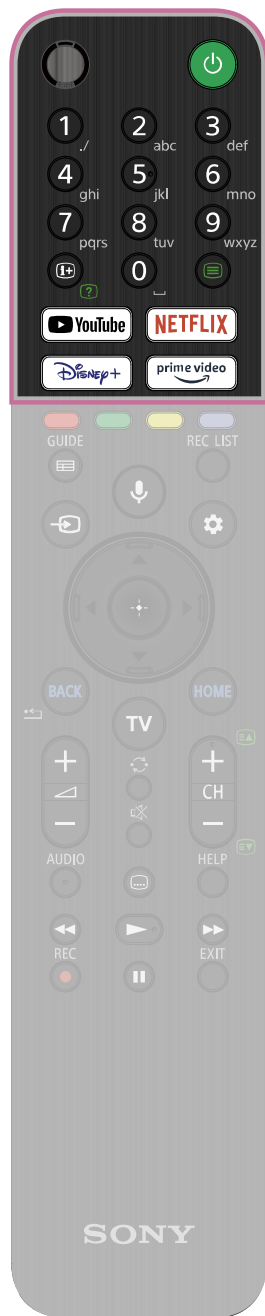 1 2 3
./ abc def
4 5 6
ghi jkl mno
7 8 9
pqrs tuv wxyz
i+ 0
?
YouTube NETFLIX
Disney+ prime video
GUIDE REC LIST
BACK HOME
TV
+ +
CH
− −
AUDIO HELP
REC EXIT
SONY